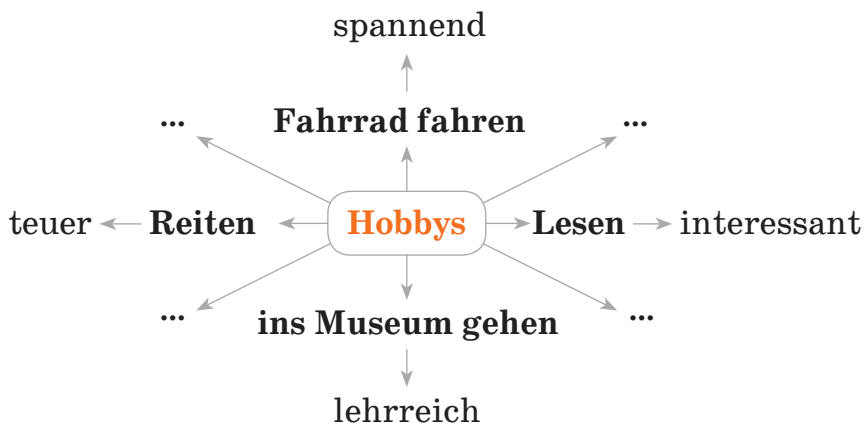 spannend
... Fahrrad fahren ...
teuer Reiten Hobbys Lesen interessant
... ins Museum gehen ...
lehrreich